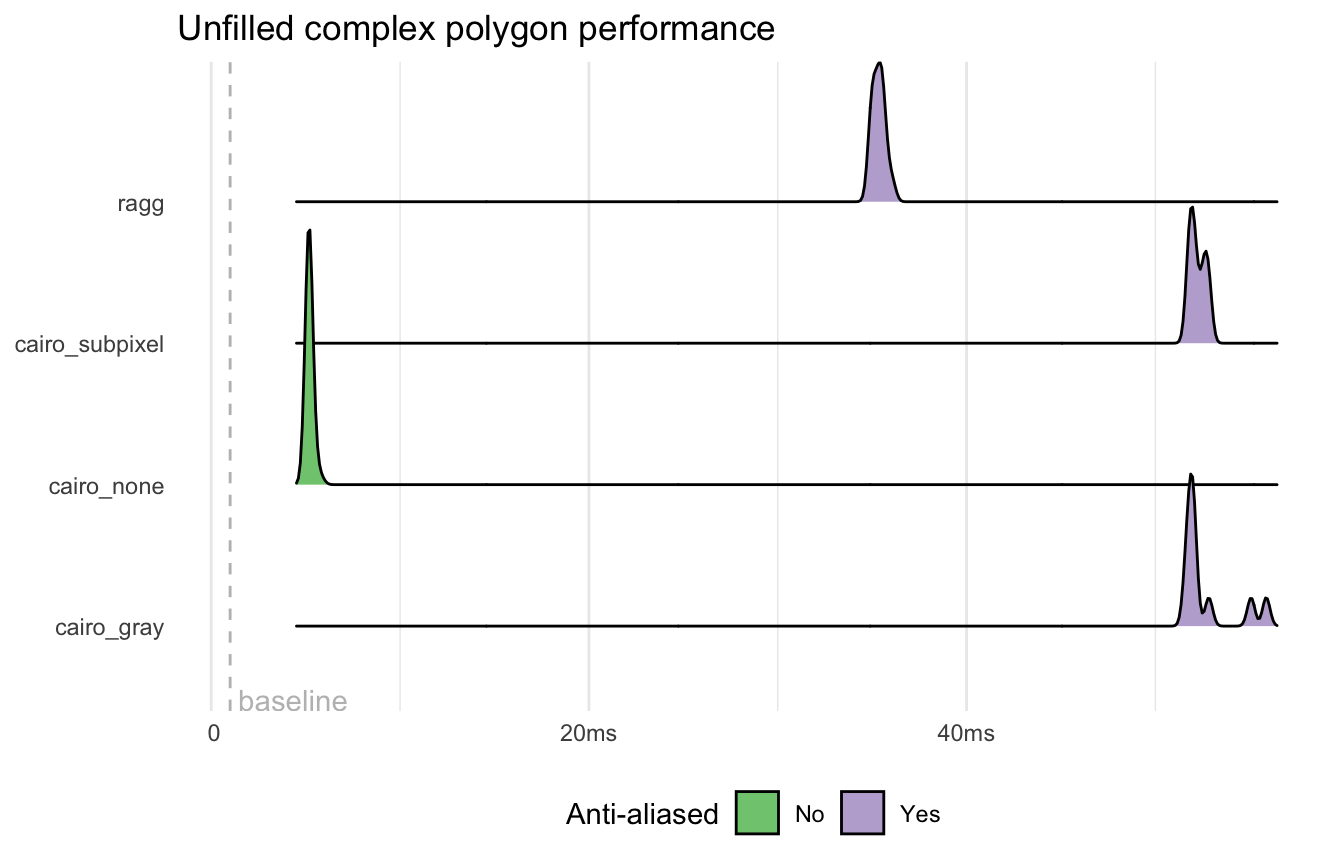 Unfilled complex polygon performance
ragg
cairo_subpixel
cairo_none
cairo_gray
baseline
0 20ms 40ms
Anti-aliased No Yes